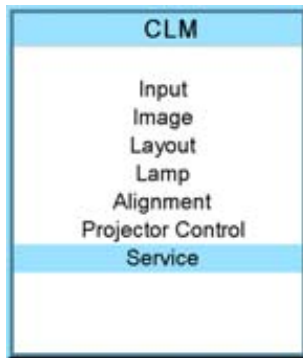 CLM
Input
Image
Layout
Lamp
Alignment
Projector Control
Service